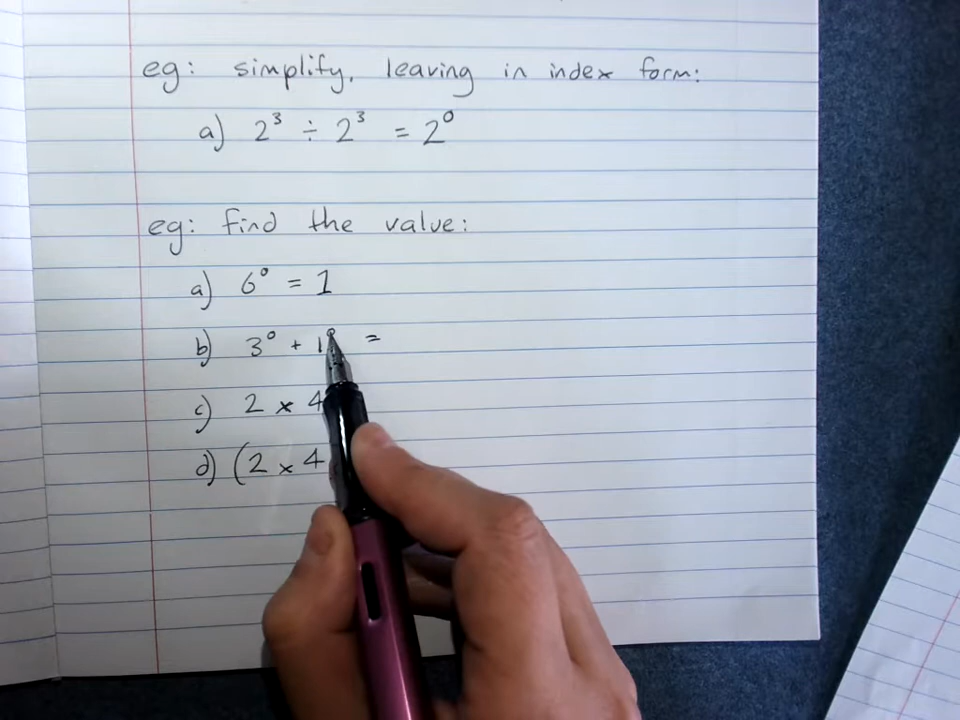 eg: simplify, leaving in index form:
a) 2³ ÷ 2³ = 2⁰
eg: find the value:
a) 6⁰ = 1
b) 3⁰ + 1⁰ =
c) 2 × 4
d) (2 × 4